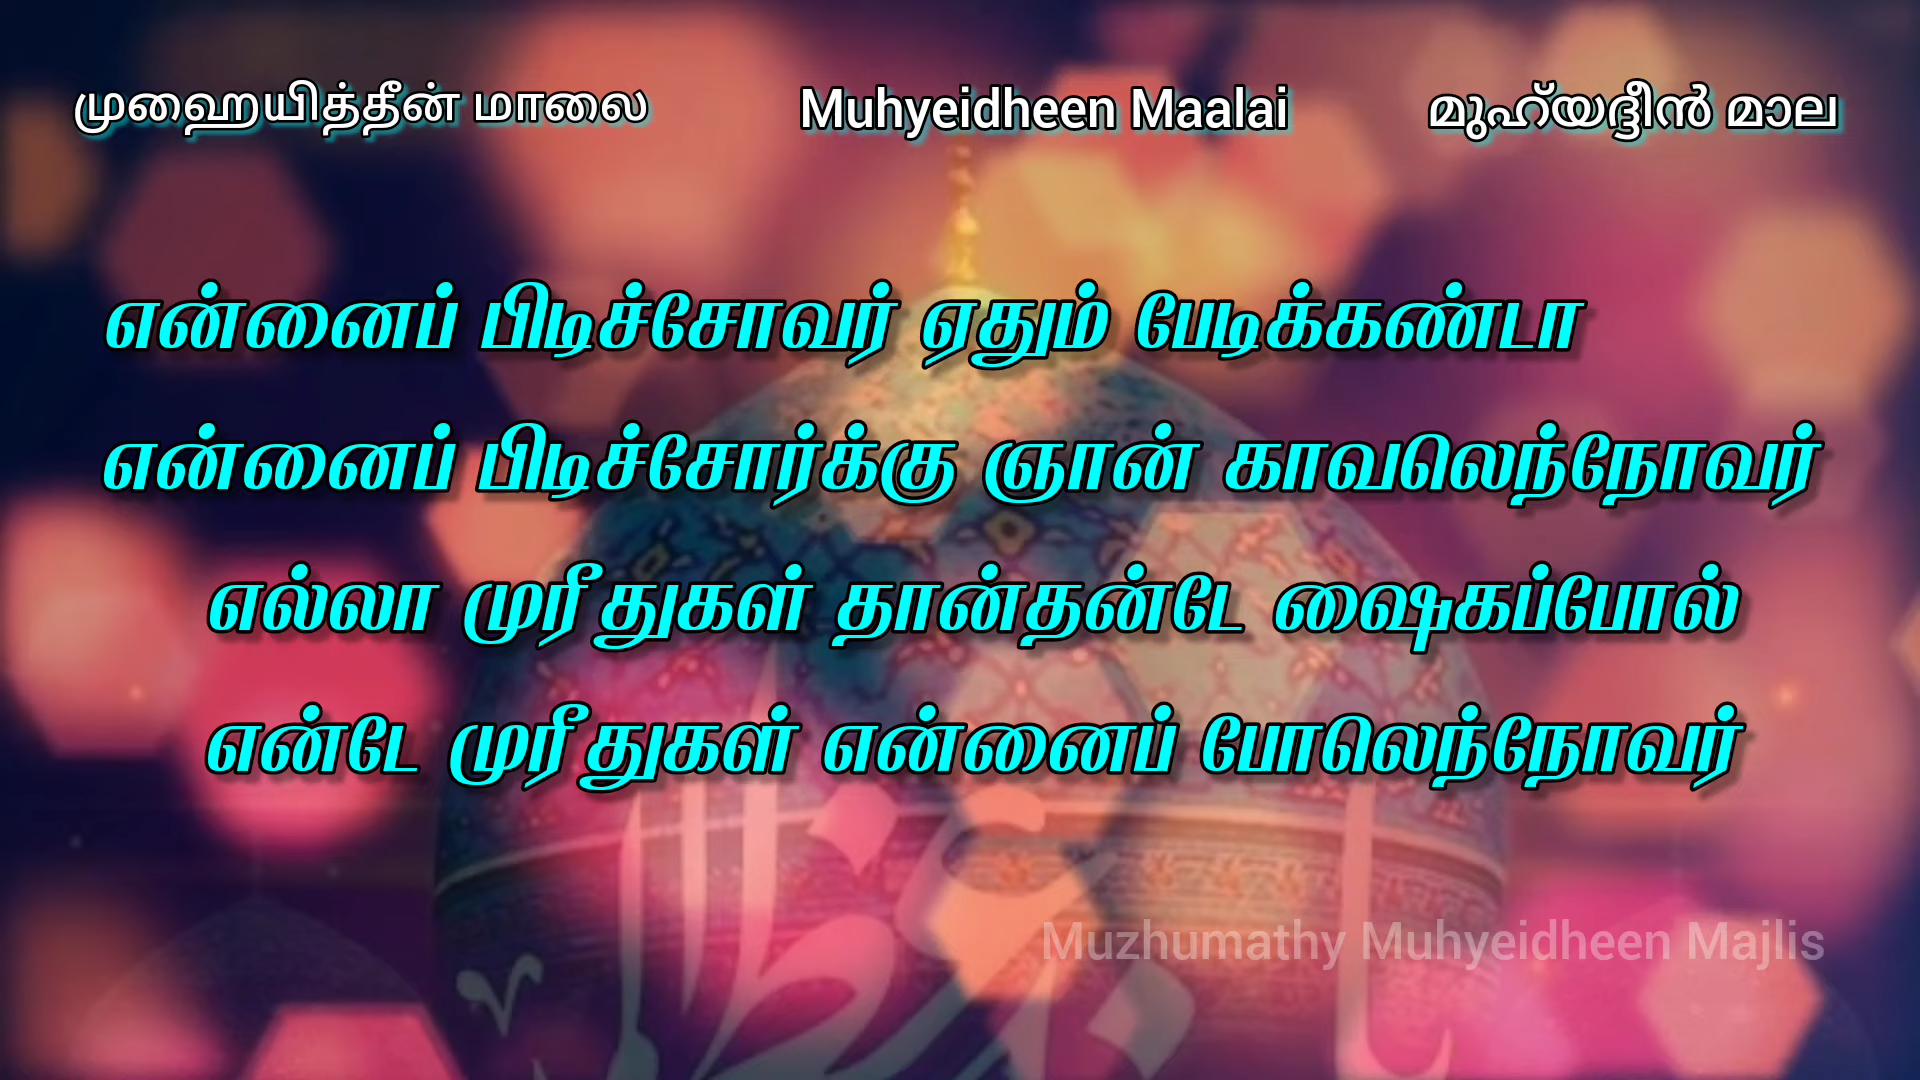 முஹையித்தீன் மாலை Muhyeidheen Maalai മുഹ്‌യദ്ദീൻ മാല
என்னைப் பிடிச்சோவர் ஏதும் பேடிக்கண்டா
என்னைப் பிடிச்சோர்க்கு ஞான் காவலெந்நோவர்
எல்லா முரீதுகள் தான்தன்டே ஷைகப்போல்
என்டே முரீதுகள் என்னைப் போலெந்நோவர்
Muzhumathy Muhyeidheen Majlis